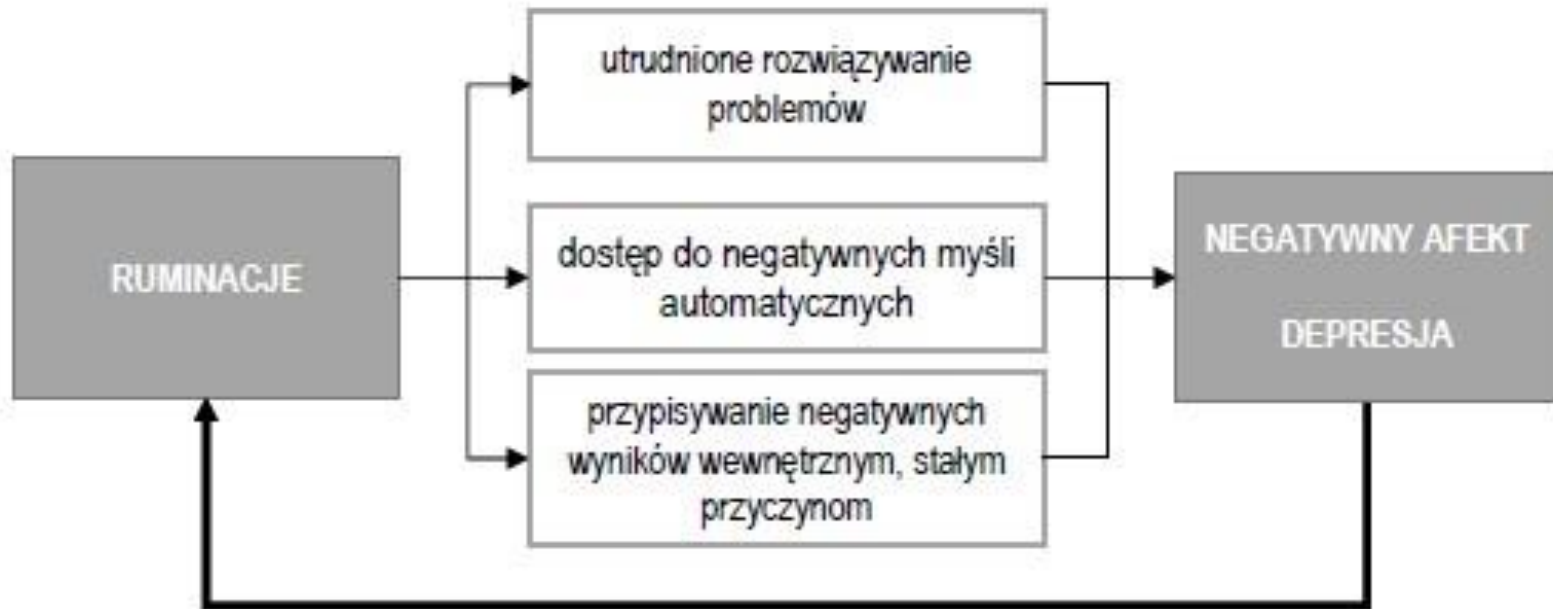 utrudnione rozwiązywanie
problemów
RUMINACJE
dostęp do negatywnych myśli
automatycznych
NEGATYWNY AFEKT
DEPRESJA
przypisywanie negatywnych
wyników wewnętrznym, stałym
przyczynom